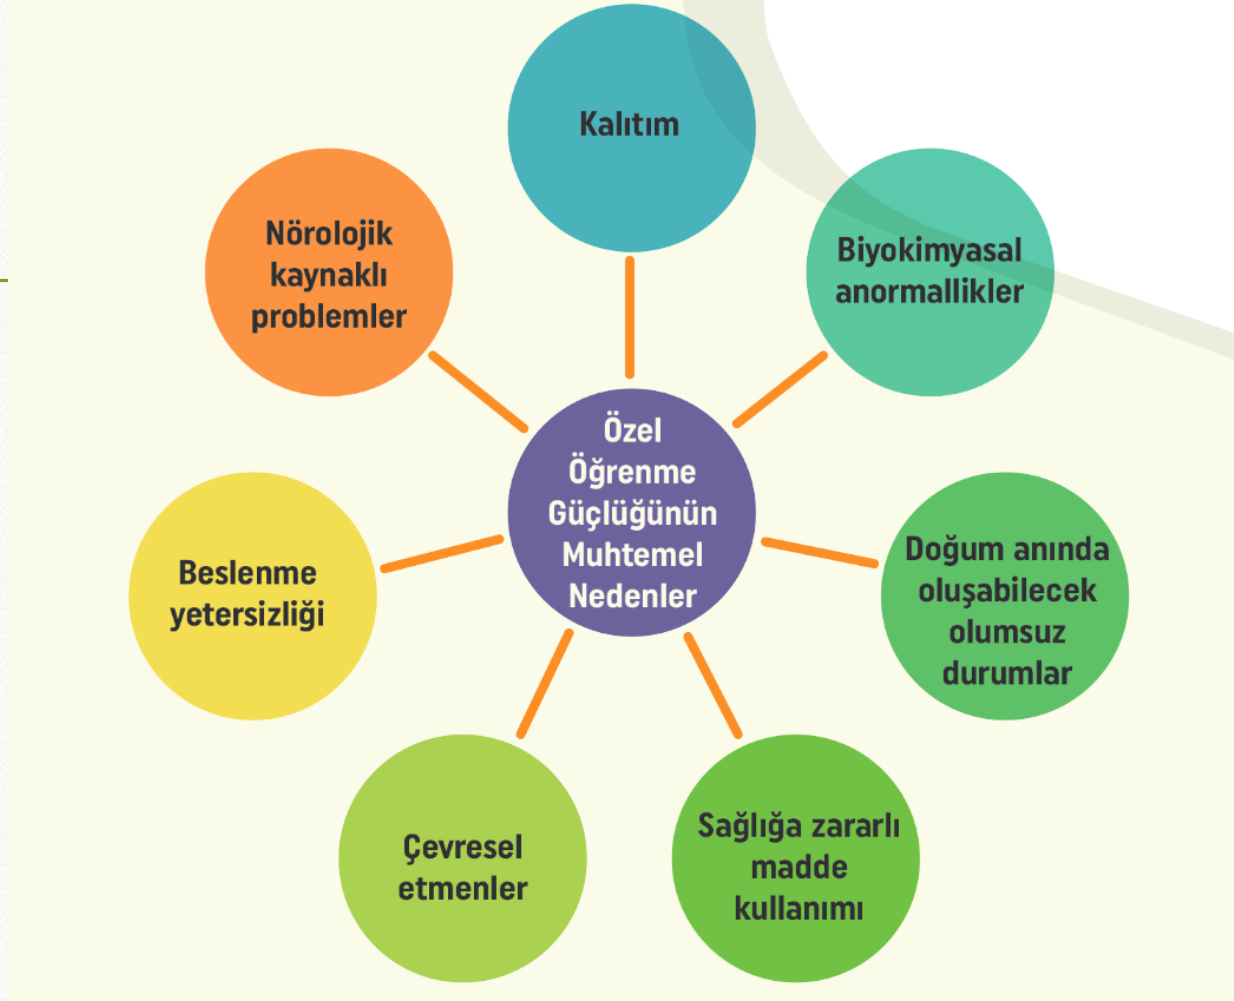 Kalıtım
Nörolojik
kaynaklı
problemler
Biyokimyasal
anormallikler
Özel
Öğrenme
Güçlüğünün
Muhtemel
Nedenler
Beslenme
yetersizliği
Doğum anında
oluşabilecek
olumsuz
durumlar
Çevresel
etmenler
Sağlığa zararlı
madde
kullanımı